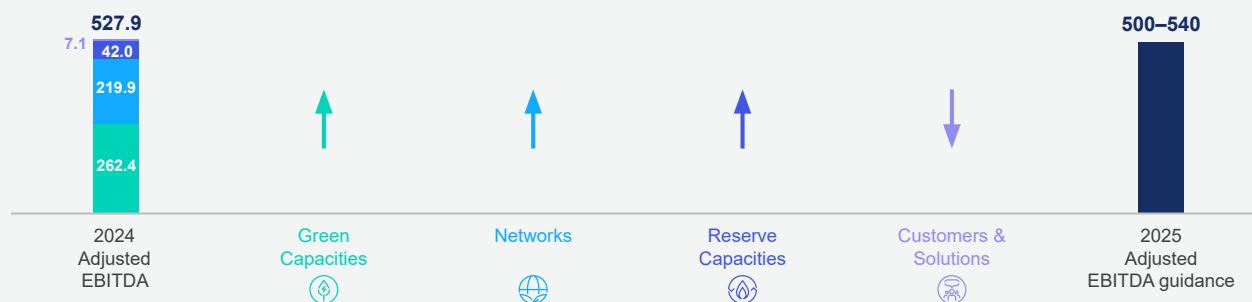 527.9
7.1
42.0
219.9
262.4
500–540
2024
Adjusted
EBITDA
Green
Capacities
Networks
Reserve
Capacities
Customers &
Solutions
2025
Adjusted
EBITDA guidance